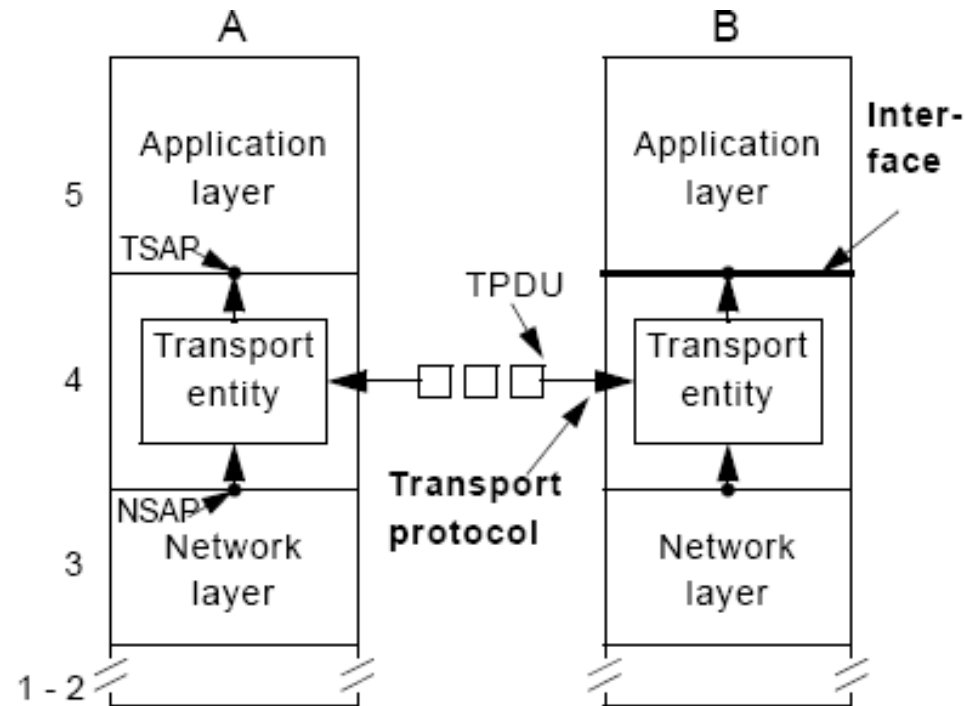 A
B
Application
layer
Application
layer
Inter-
face
5
TSAP
TPDU
Transport
entity
Transport
entity
4
Transport
protocol
NSAP
Network
layer
Network
layer
3
1 - 2